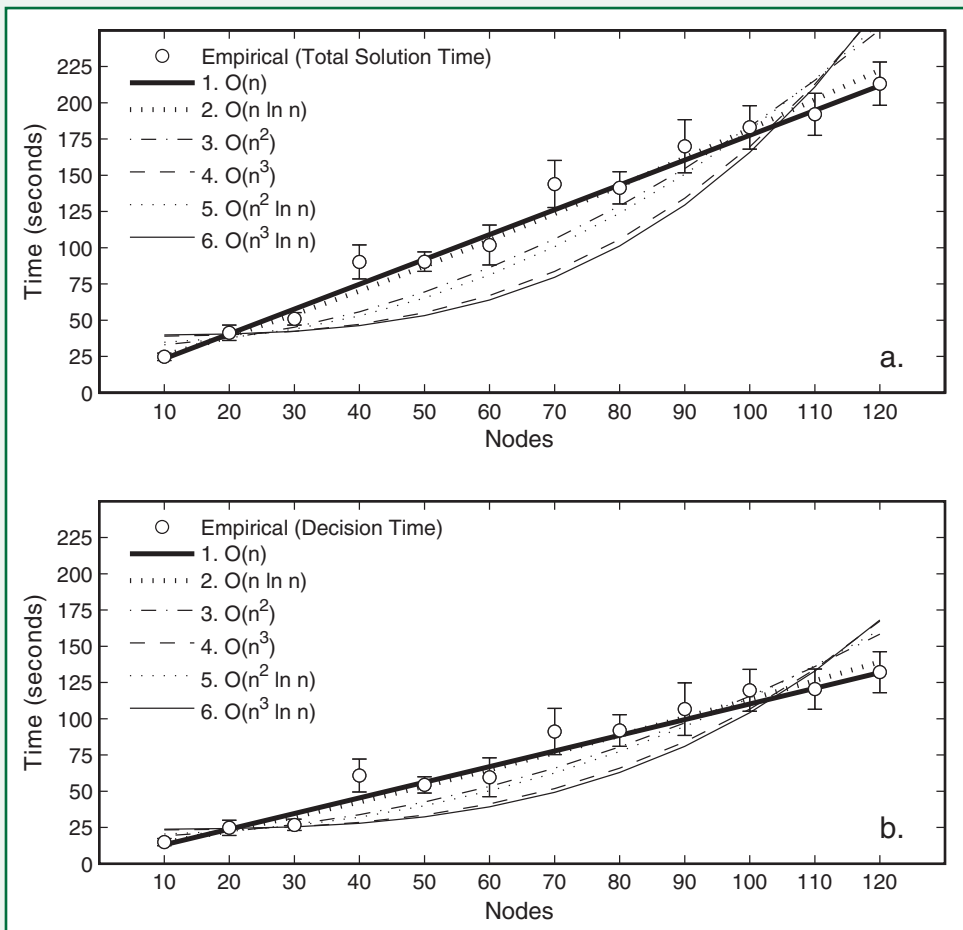 Empirical (Total Solution Time)
1. O(n)
2. O(n ln n)
3. O(n²)
4. O(n³)
5. O(n² ln n)
6. O(n³ ln n)
225
200
175
150
125
100
75
50
25
0
Time (seconds)
a.
10 20 30 40 50 60 70 80 90 100 110 120
Nodes
Empirical (Decision Time)
1. O(n)
2. O(n ln n)
3. O(n²)
4. O(n³)
5. O(n² ln n)
6. O(n³ ln n)
225
200
175
150
125
100
75
50
25
0
Time (seconds)
b.
10 20 30 40 50 60 70 80 90 100 110 120
Nodes